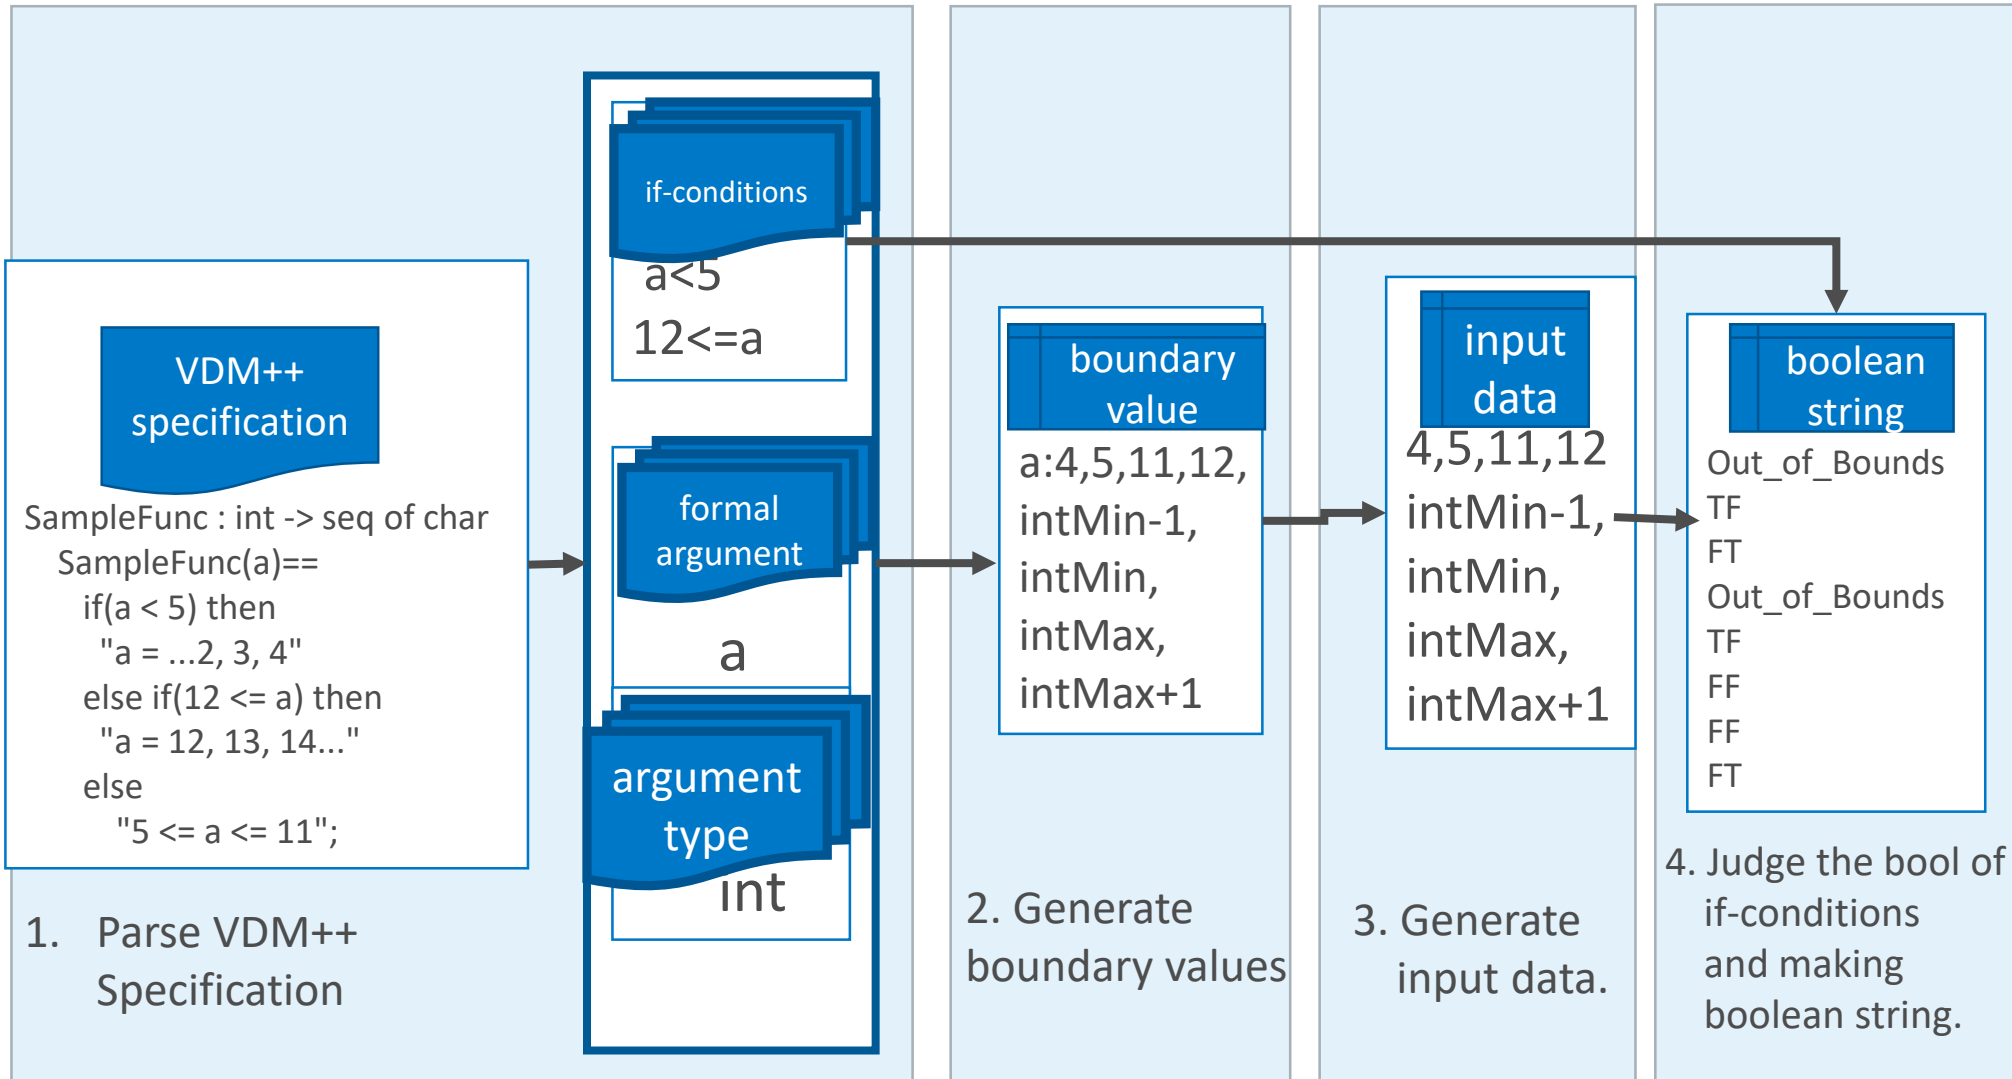 VDM++
specification
SampleFunc : int -> seq of char
SampleFunc(a)==
if(a < 5) then
"a = ...2, 3, 4"
else if(12 <= a) then
"a = 12, 13, 14..."
else
"5 <= a <= 11";
1. Parse VDM++
Specification
if-conditions
a<5
12<=a
formal
argument
a
argument
type
int
boundary
value
a:4,5,11,12,
intMin-1,
intMin,
intMax,
intMax+1
2. Generate
boundary values
input
data
4,5,11,12
intMin-1,
intMin,
intMax,
intMax+1
3. Generate
input data.
boolean
string
Out_of_Bounds
TF
FT
Out_of_Bounds
TF
FF
FF
FT
4. Judge the bool of
if-conditions
and making
boolean string.